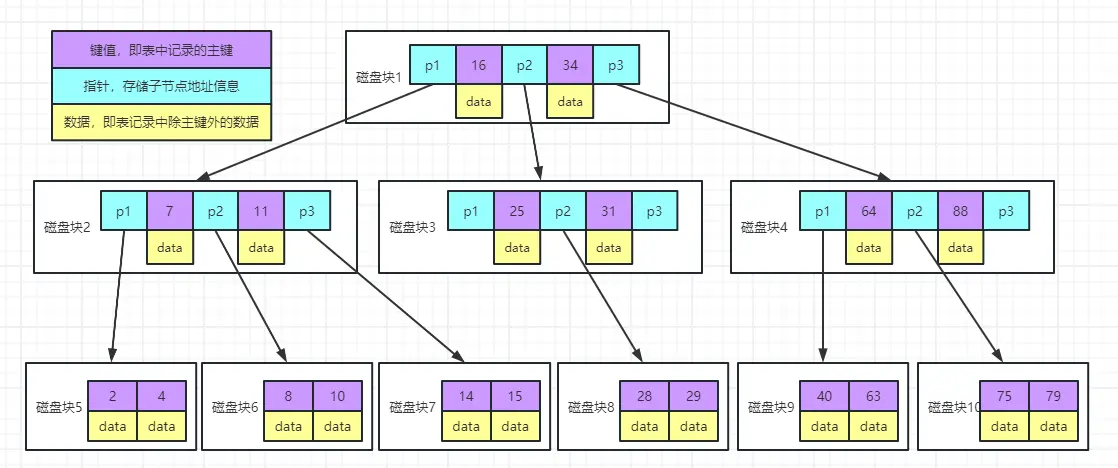 键值，即表中记录的主键
指针，存储子节点地址信息
数据，即表记录中除主键外的数据
磁盘块1
p1 16 p2 34 p3
data data
磁盘块2
p1 7 p2 11 p3
data data
磁盘块3
p1 25 p2 31 p3
data data
磁盘块4
p1 64 p2 88 p3
data data
磁盘块5
2 4
data data
磁盘块6
8 10
data data
磁盘块7
14 15
data data
磁盘块8
28 29
data data
磁盘块9
40 63
data data
磁盘块10
75 79
data data